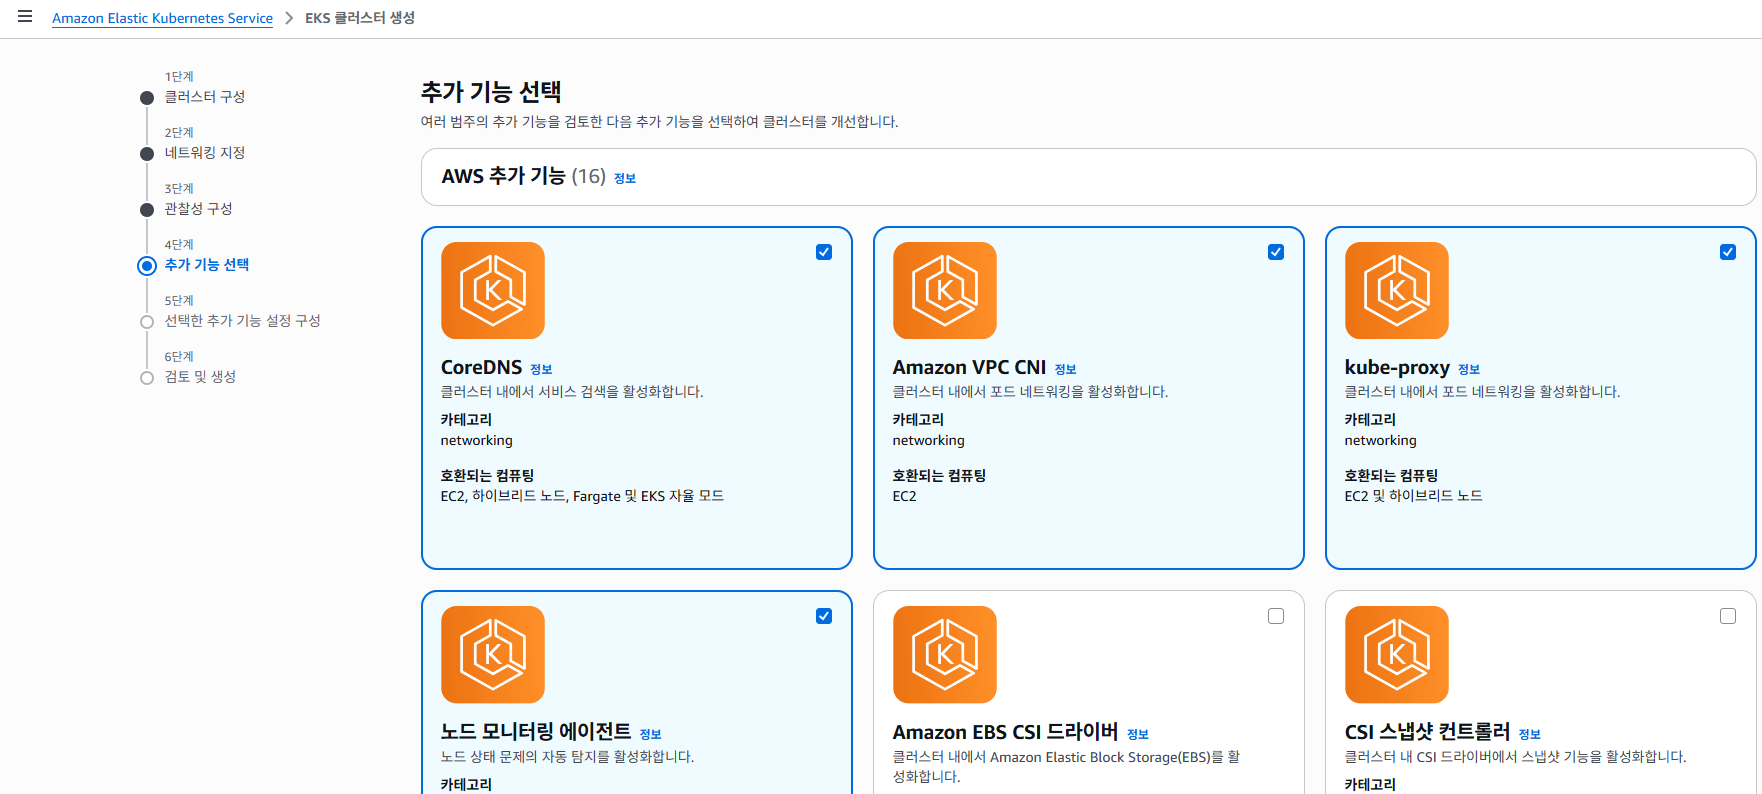 Amazon Elastic Kubernetes Service > EKS 클러스터 생성
1단계
클러스터 구성
2단계
네트워킹 지정
3단계
관찰성 구성
4단계
추가 기능 선택
5단계
선택한 추가 기능 설정 구성
6단계
검토 및 생성
추가 기능 선택
여러 범주의 추가 기능을 검토한 다음 추가 기능을 선택하여 클러스터를 개선합니다.
AWS 추가 기능 (16) 정보
K
CoreDNS 정보
클러스터 내에서 서비스 검색을 활성화합니다.
카테고리
networking
호환되는 컴퓨팅
EC2, 하이브리드 노드, Fargate 및 EKS 자율 모드
K
Amazon VPC CNI 정보
클러스터 내에서 포드 네트워킹을 활성화합니다.
카테고리
networking
호환되는 컴퓨팅
EC2
K
kube-proxy 정보
클러스터 내에서 포드 네트워킹을 활성화합니다.
카테고리
networking
호환되는 컴퓨팅
EC2 및 하이브리드 노드
K
노드 모니터링 에이전트 정보
노드 상태 문제의 자동 탐지를 활성화합니다.
카테고리
K
Amazon EBS CSI 드라이버 정보
클러스터 내에서 Amazon Elastic Block Storage(EBS)를 활
성화합니다.
K
CSI 스냅샷 컨트롤러 정보
클러스터 내 CSI 드라이버에서 스냅샷 기능을 활성화합니다.
카테고리